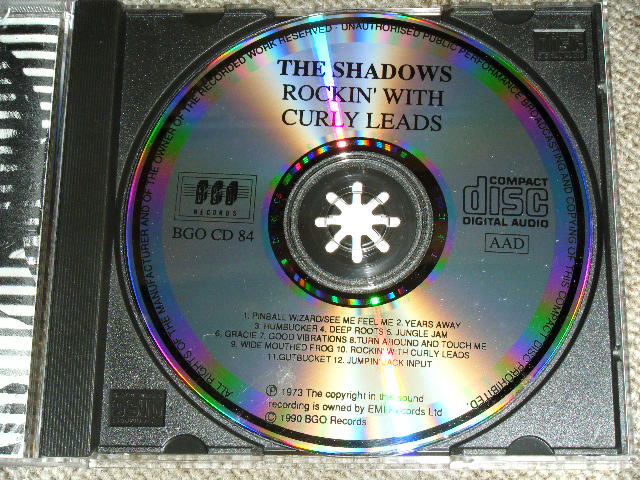 THE SHADOWS
ROCKIN' WITH
CURLY LEADS
BGO
RECORDS
BGO CD 84
COMPACT
disc
DIGITAL AUDIO
AAD
1. PINBALL WIZARD/SEE ME FEEL ME 2. YEARS AWAY
3. HUMBUCKER 4. DEEP ROOTS 5. JUNGLE JAM
6. GRACIE 7. GOOD VIBRATIONS 8.TURN AROUND AND TOUCH ME
9. WIDE MOUTHED FROG 10. ROCKIN' WITH CURLY LEADS
11.GUTBUCKET 12. JUMPIN' JACK INPUT
Ⓟ 1973 The copyright in this sound
recording is owned by EMI Records Ltd
© 1990 BGO Records
ALL RIGHTS OF THE MANUFACTURER AND OF THE OWNER OF THE RECORDED WORK RESERVED - UNAUTHORISED PUBLIC PERFORMANCE BROADCASTING AND COPYING OF THIS COMPACT DISC PROHIBITED.